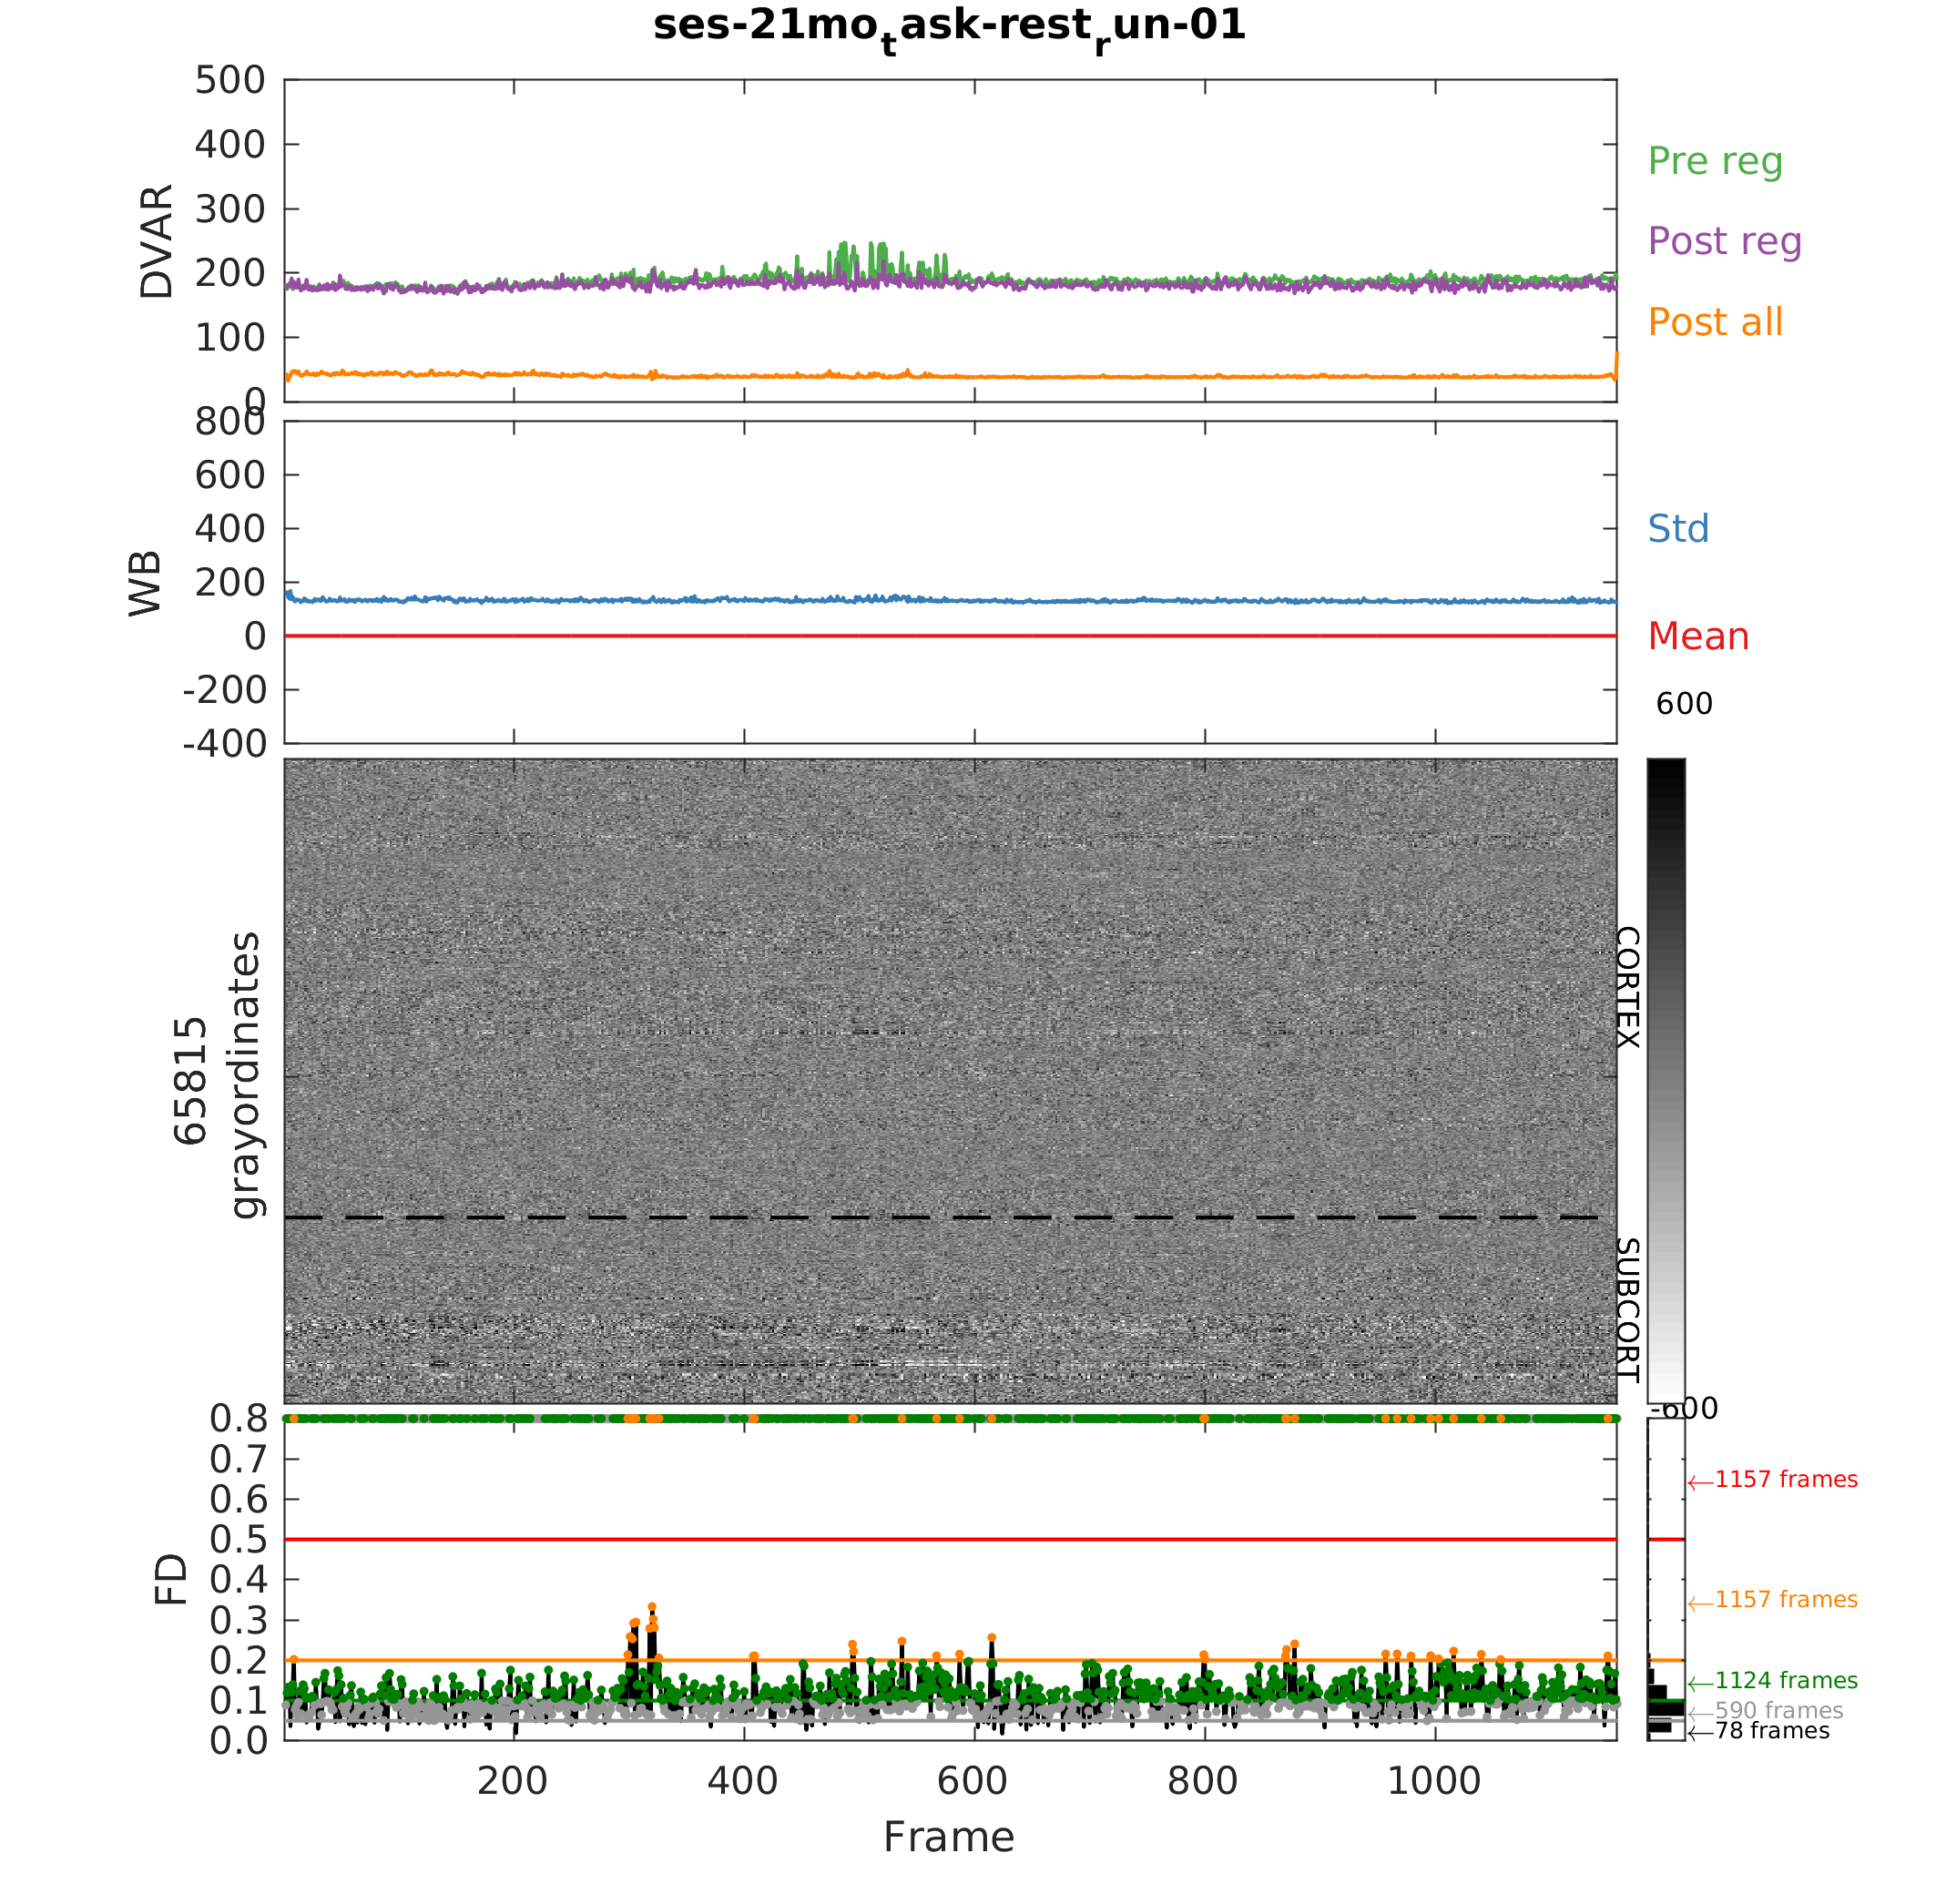 ses-21mo_task-rest_run-01
500
400
300
200
100
0
DVAR
Pre reg
Post reg
Post all
800
600
400
200
0
-200
-400
WB
Std
Mean
600
65815
grayordinates
CORTEX
SUBCORT
-600
0.8
0.7
0.6
0.5
0.4
0.3
0.2
0.1
0.0
FD
←1157 frames
←1157 frames
←1124 frames
←590 frames
←78 frames
200 400 600 800 1000
Frame